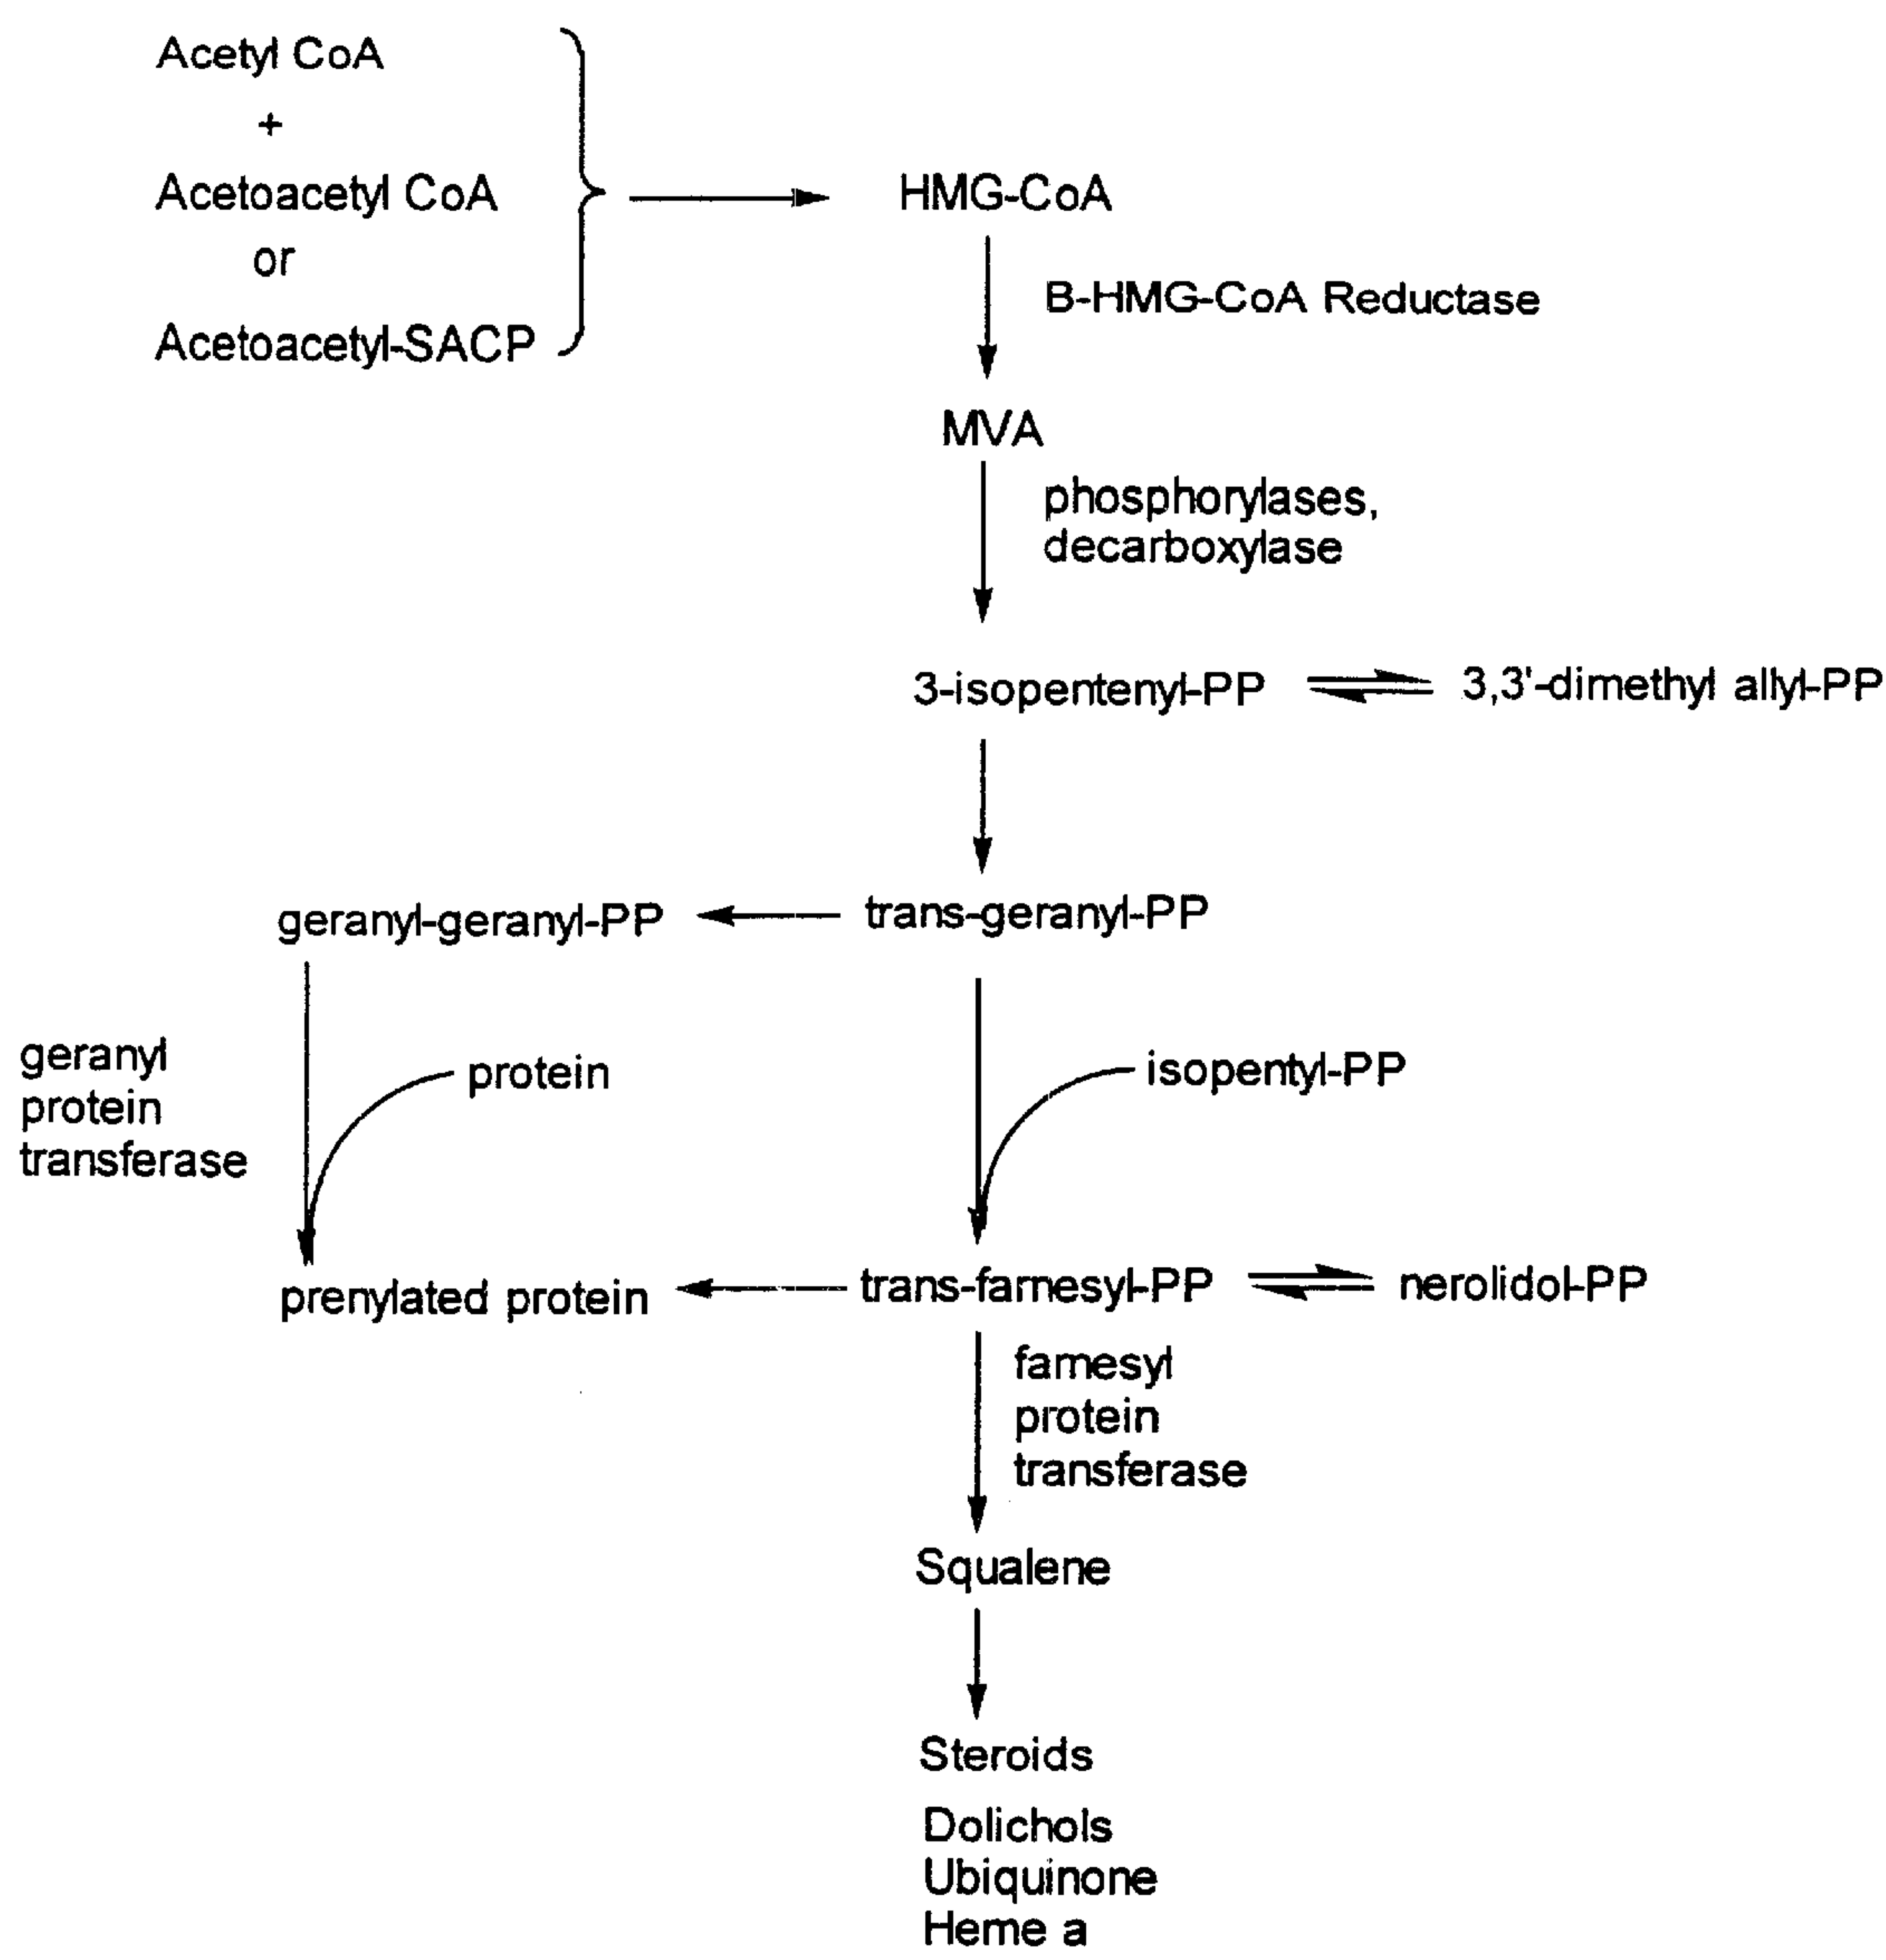 Acetyl CoA
+
Acetoacetyl CoA
or
Acetoacetyl-SACP
HMG-CoA
B-HMG-CoA Reductase
MVA
phosphorylases,
decarboxylase
3-isopentenyl-PP
3,3'-dimethyl allyl-PP
geranyl-geranyl-PP
trans-geranyl-PP
geranyl
protein
transferase
protein
isopentyl-PP
prenylated protein
trans-farnesyl-PP
nerolidol-PP
farnesyl
protein
transferase
Squalene
Steroids
Dolichols
Ubiquinone
Heme a